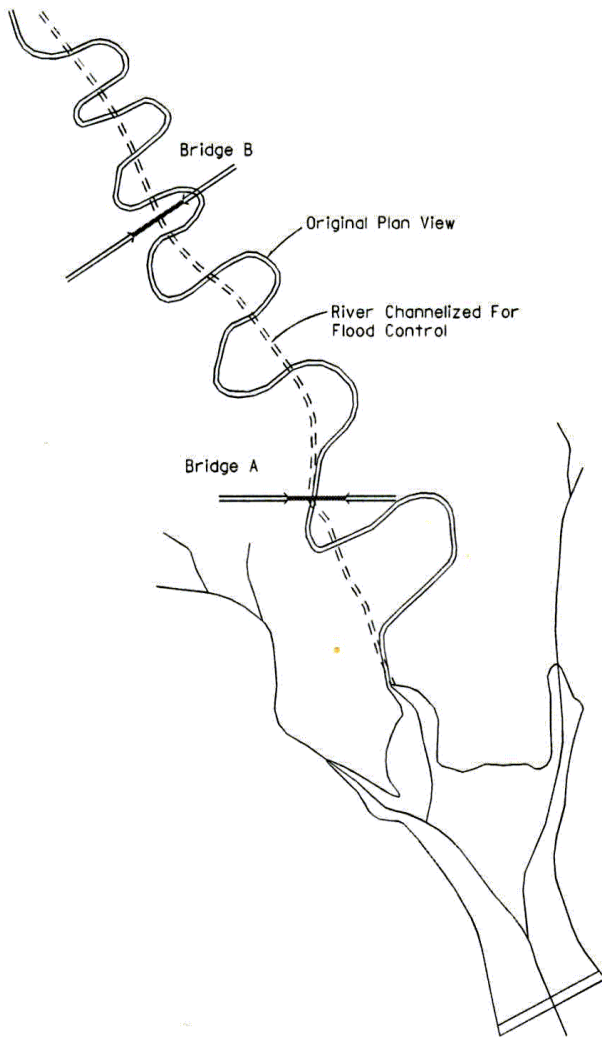 Bridge B
Original Plan View
River Channelized For
Flood Control
Bridge A